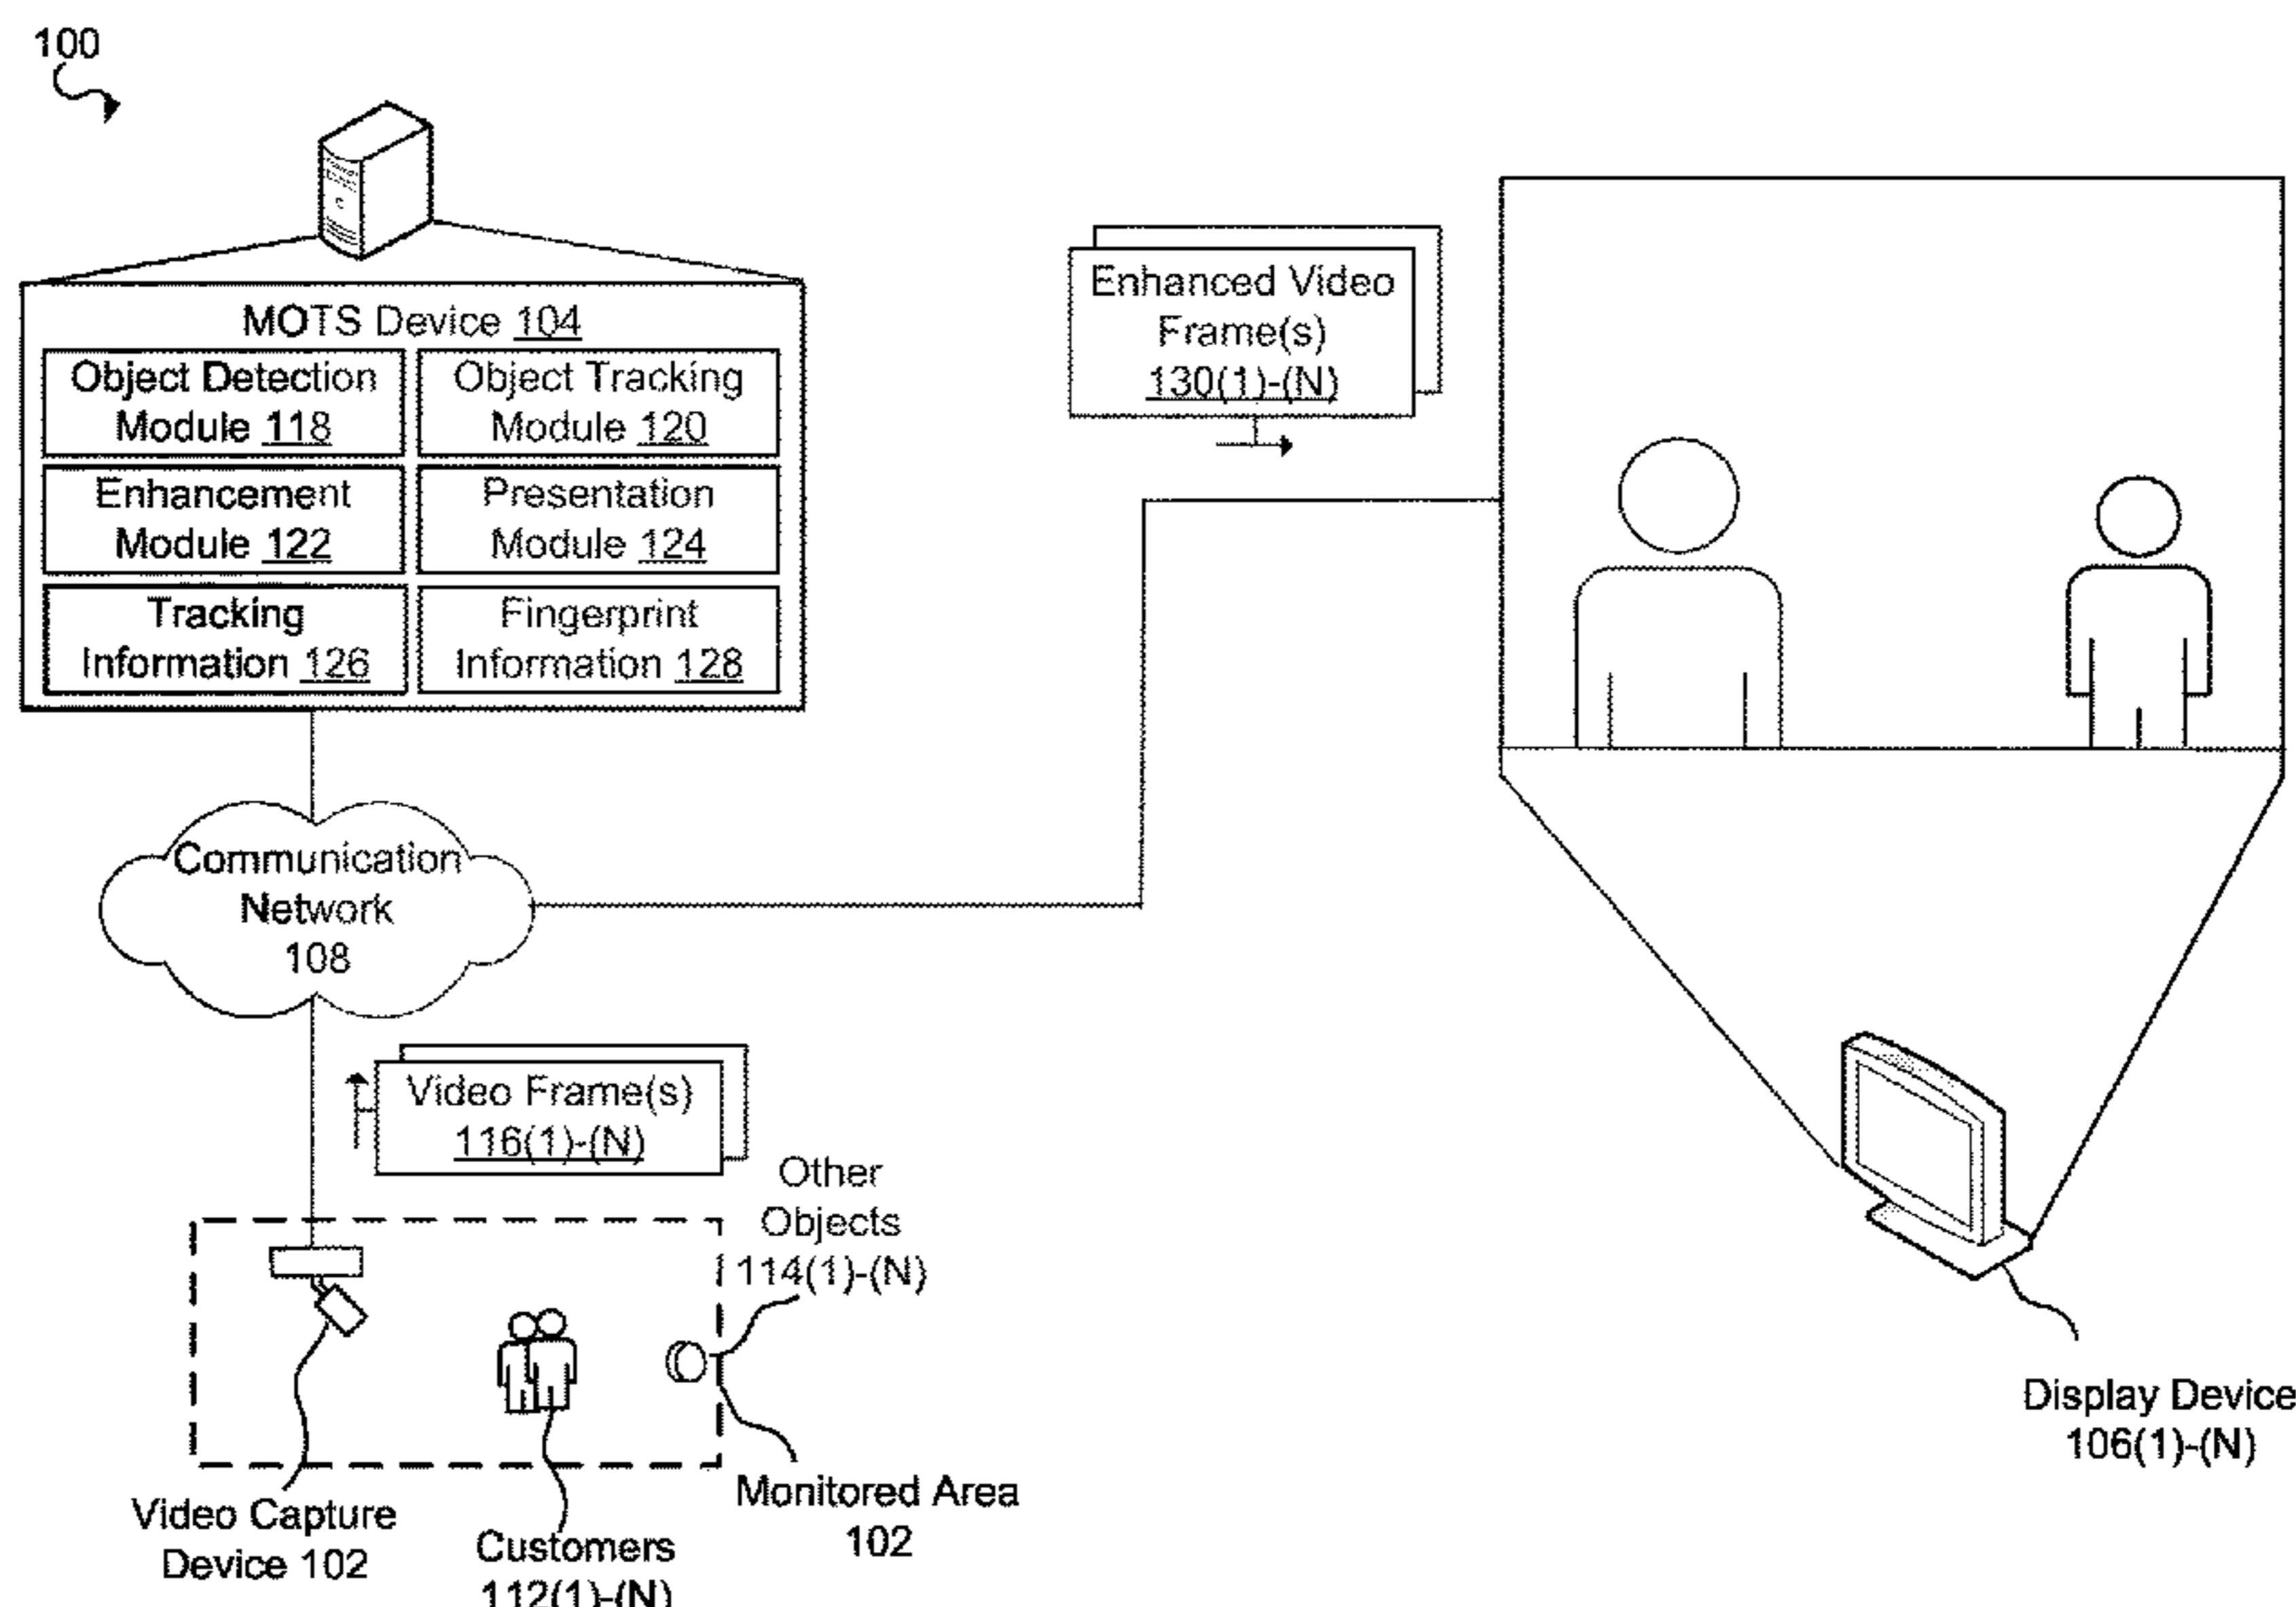 100
MOTS Device 104
Object Detection
Module 118
Object Tracking
Module 120
Enhancement
Module 122
Presentation
Module 124
Tracking
Information 126
Fingerprint
Information 128
Enhanced Video
Frame(s)
130(1)-(N)
Communication
Network
108
Video Frame(s)
116(1)-(N)
Other
Objects
114(1)-(N)
Video Capture
Device 102
Customers
112(1)-(N)
Monitored Area
102
Display Device
106(1)-(N)